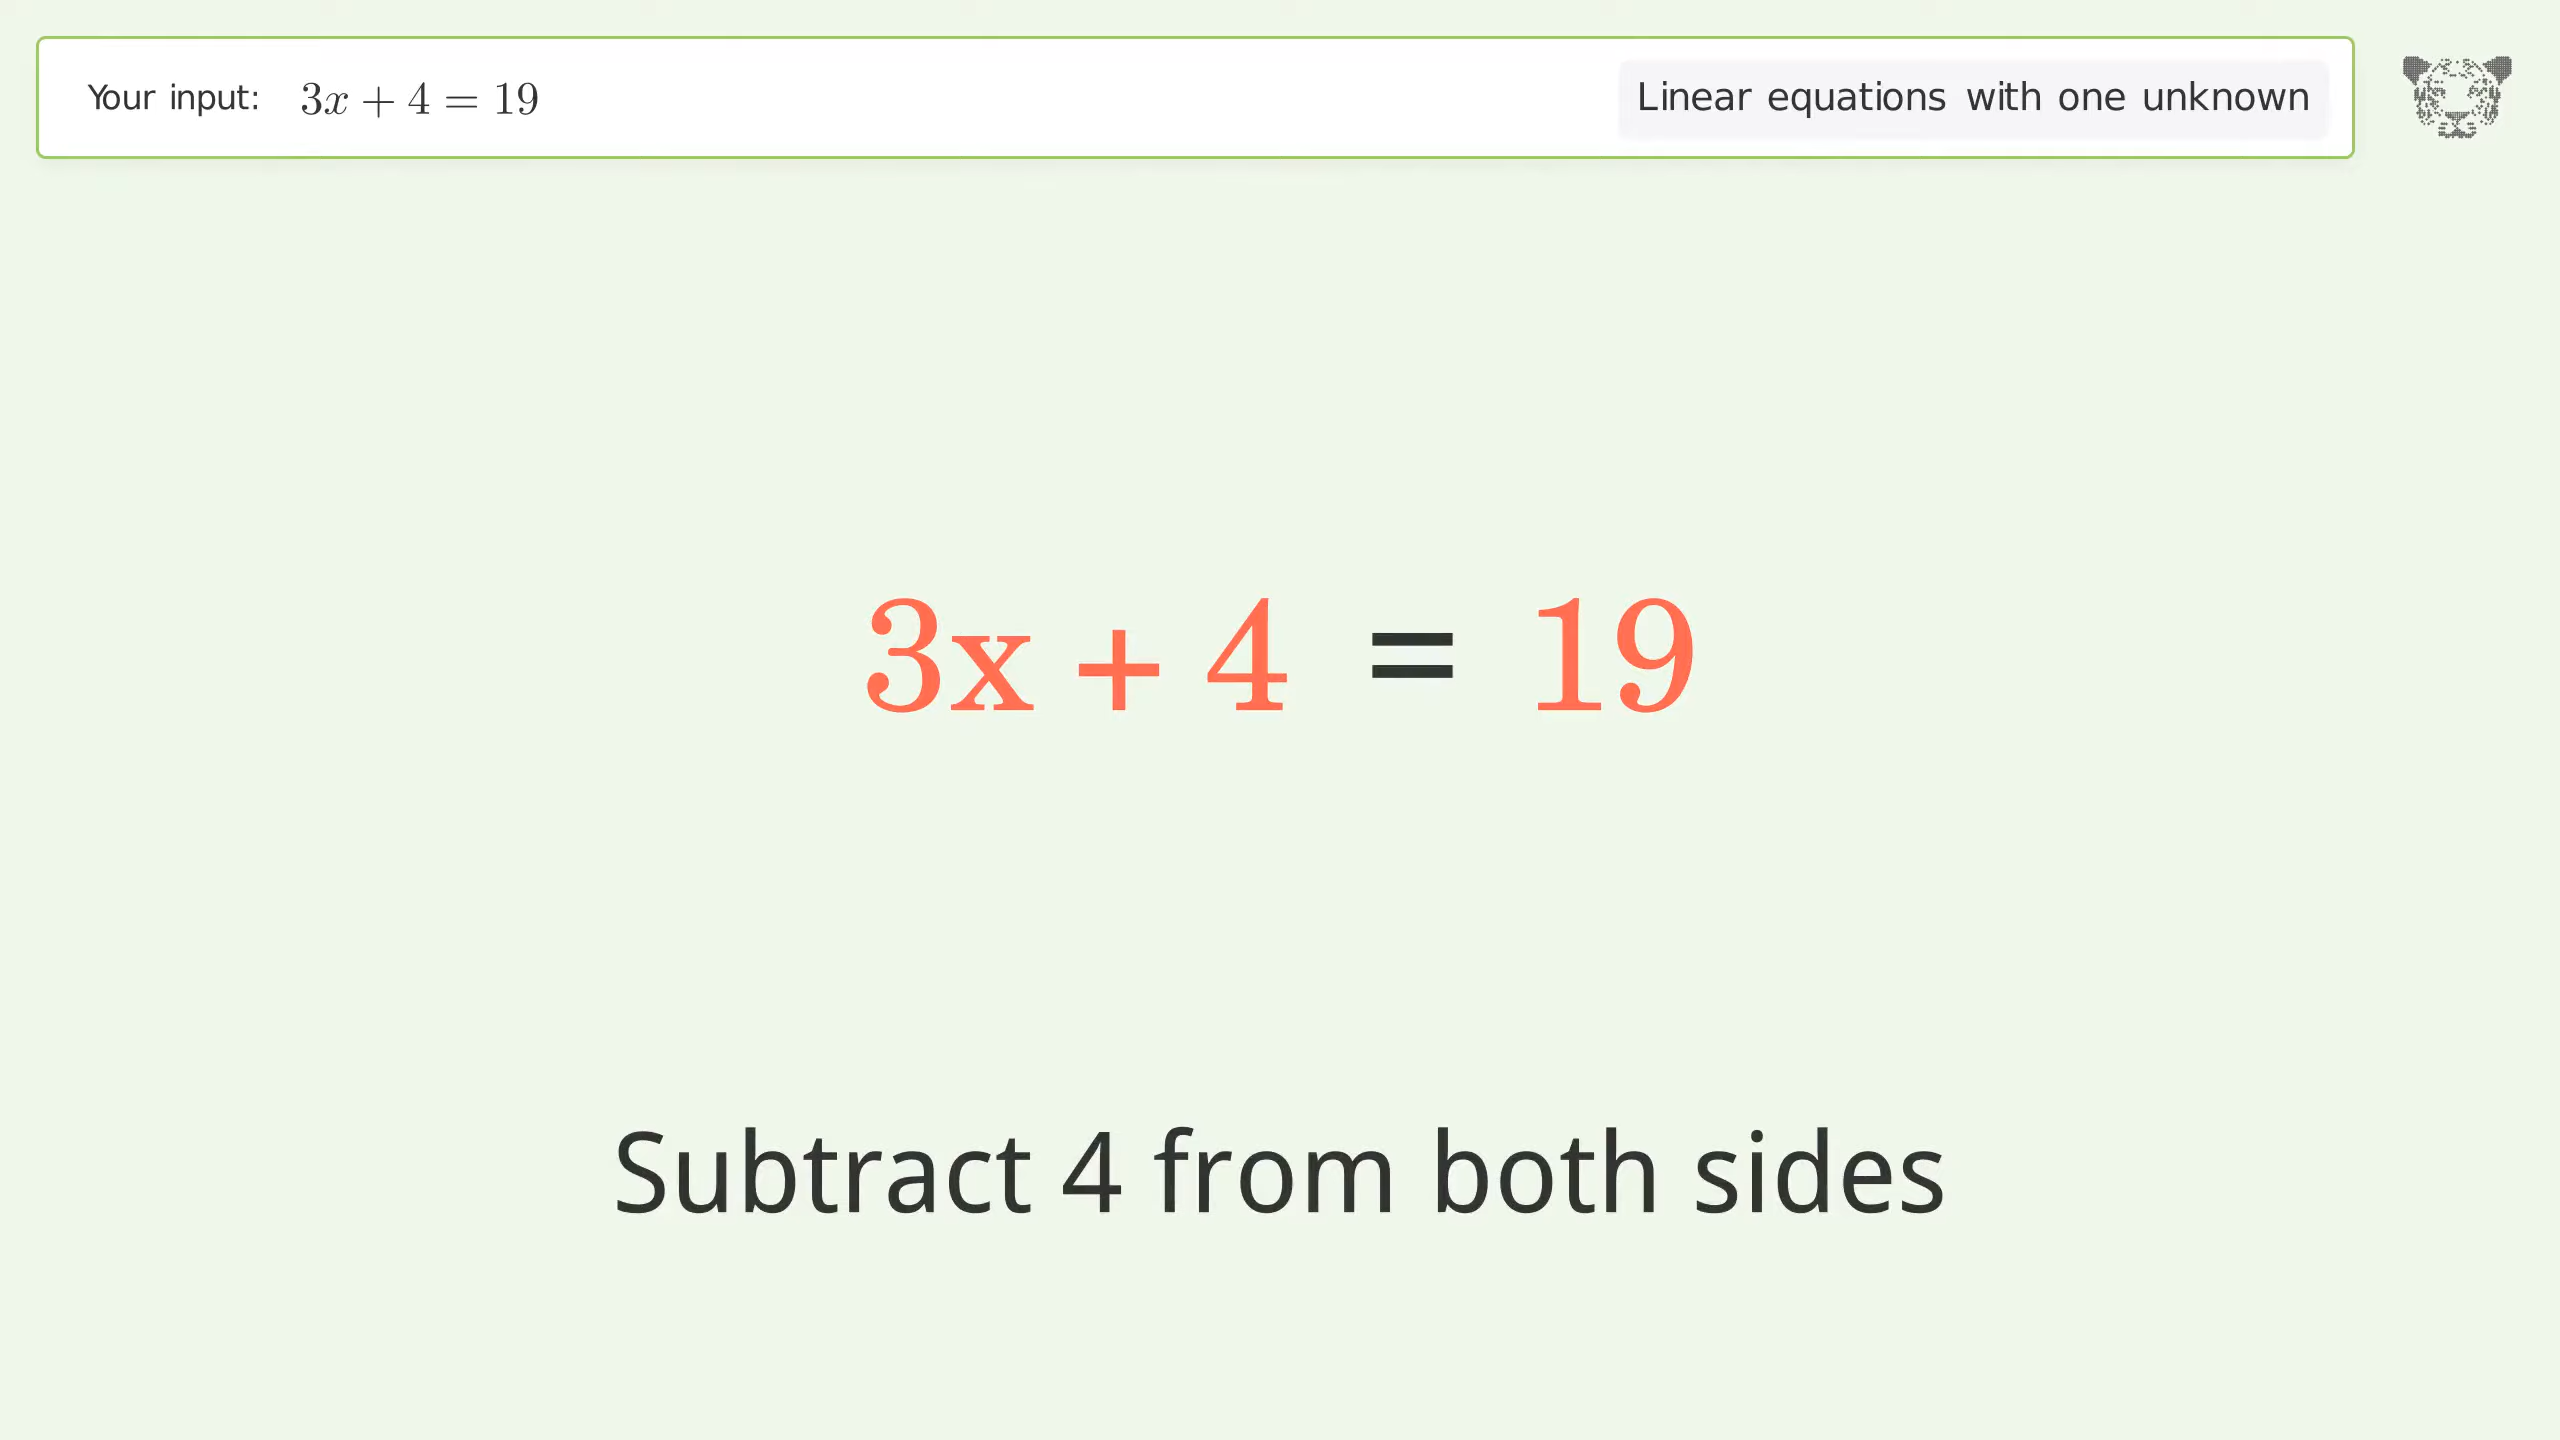 Your input: 3x + 4 = 19 Linear equations with one unknown
3x + 4 = 19
Subtract 4 from both sides